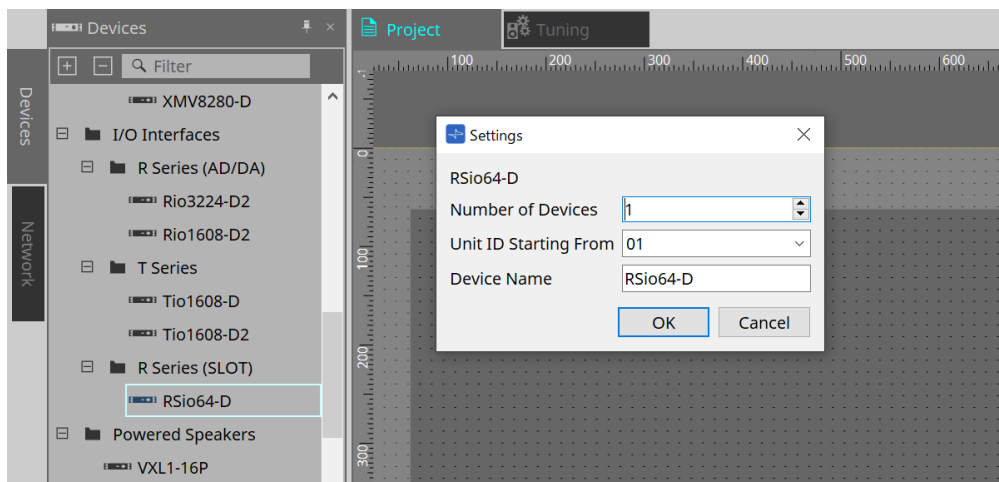 Devices
Project
Tuning
Filter
100
200
300
400
500
600
Devices
Network
XMV8280-D
I/O Interfaces
R Series (AD/DA)
Rio3224-D2
Rio1608-D2
T Series
Tio1608-D
Tio1608-D2
R Series (SLOT)
RSio64-D
Powered Speakers
VXL1-16P
0
100
200
300
Settings
RSio64-D
Number of Devices 1
Unit ID Starting From 01
Device Name RSio64-D
OK Cancel